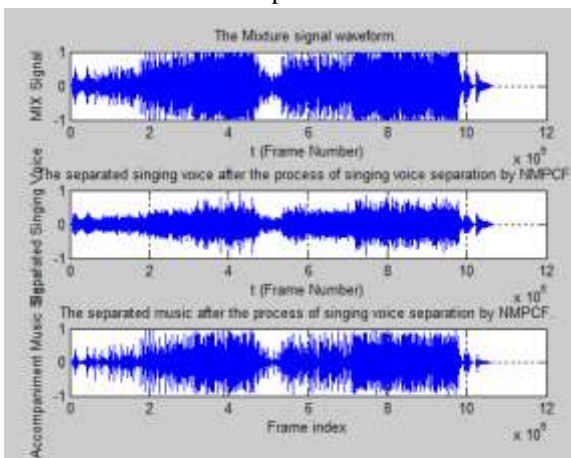 The Mixture signal waveform.
MIX Signal
1
0
-1
0 2 4 6 8 10 12
t (Frame Number)
x 10
The separated singing voice after the process of singing voice separation by NMPCF.
Separated Singing Voice
1
0
-1
0 2 4 6 8 10 12
t (Frame Number)
x 10
The separated music after the process of singing voice separation by NMPCF.
Accompaniment Music
1
0
-1
0 2 4 6 8 10 12
Frame index
x 10